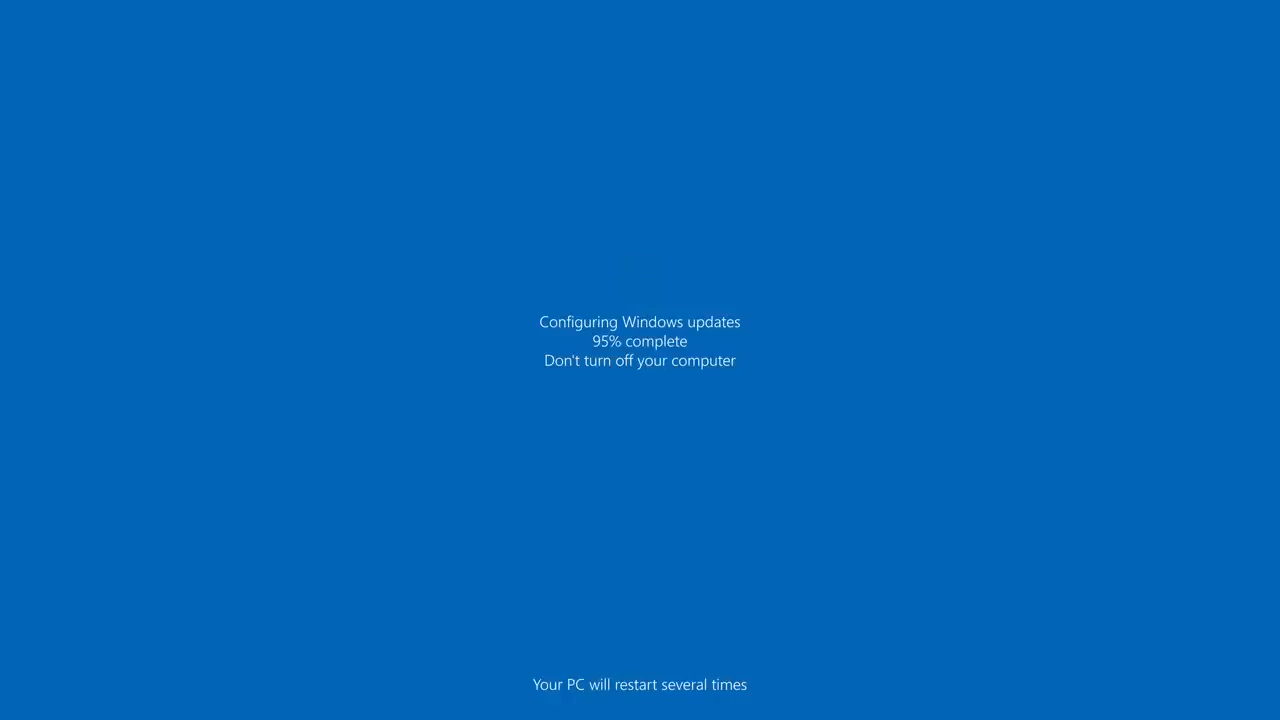 Configuring Windows updates
95% complete
Don't turn off your computer
Your PC will restart several times